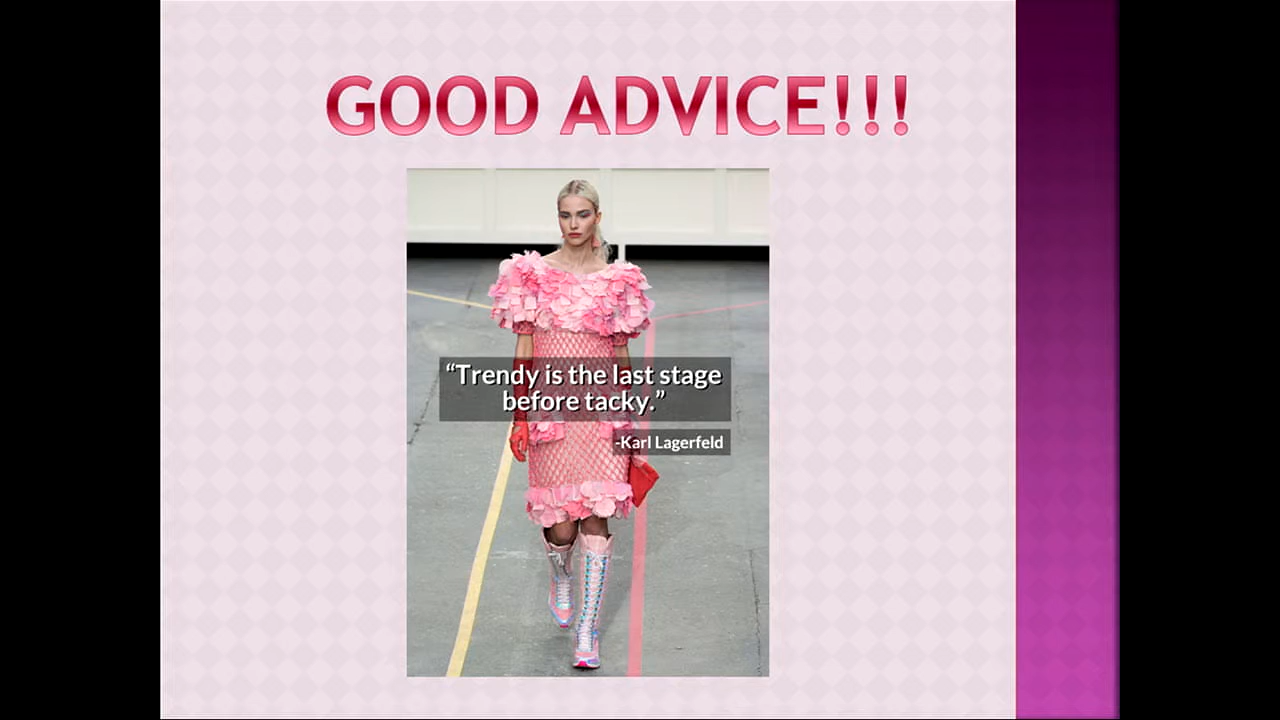 GOOD ADVICE!!!
“Trendy is the last stage
before tacky.”
-Karl Lagerfeld